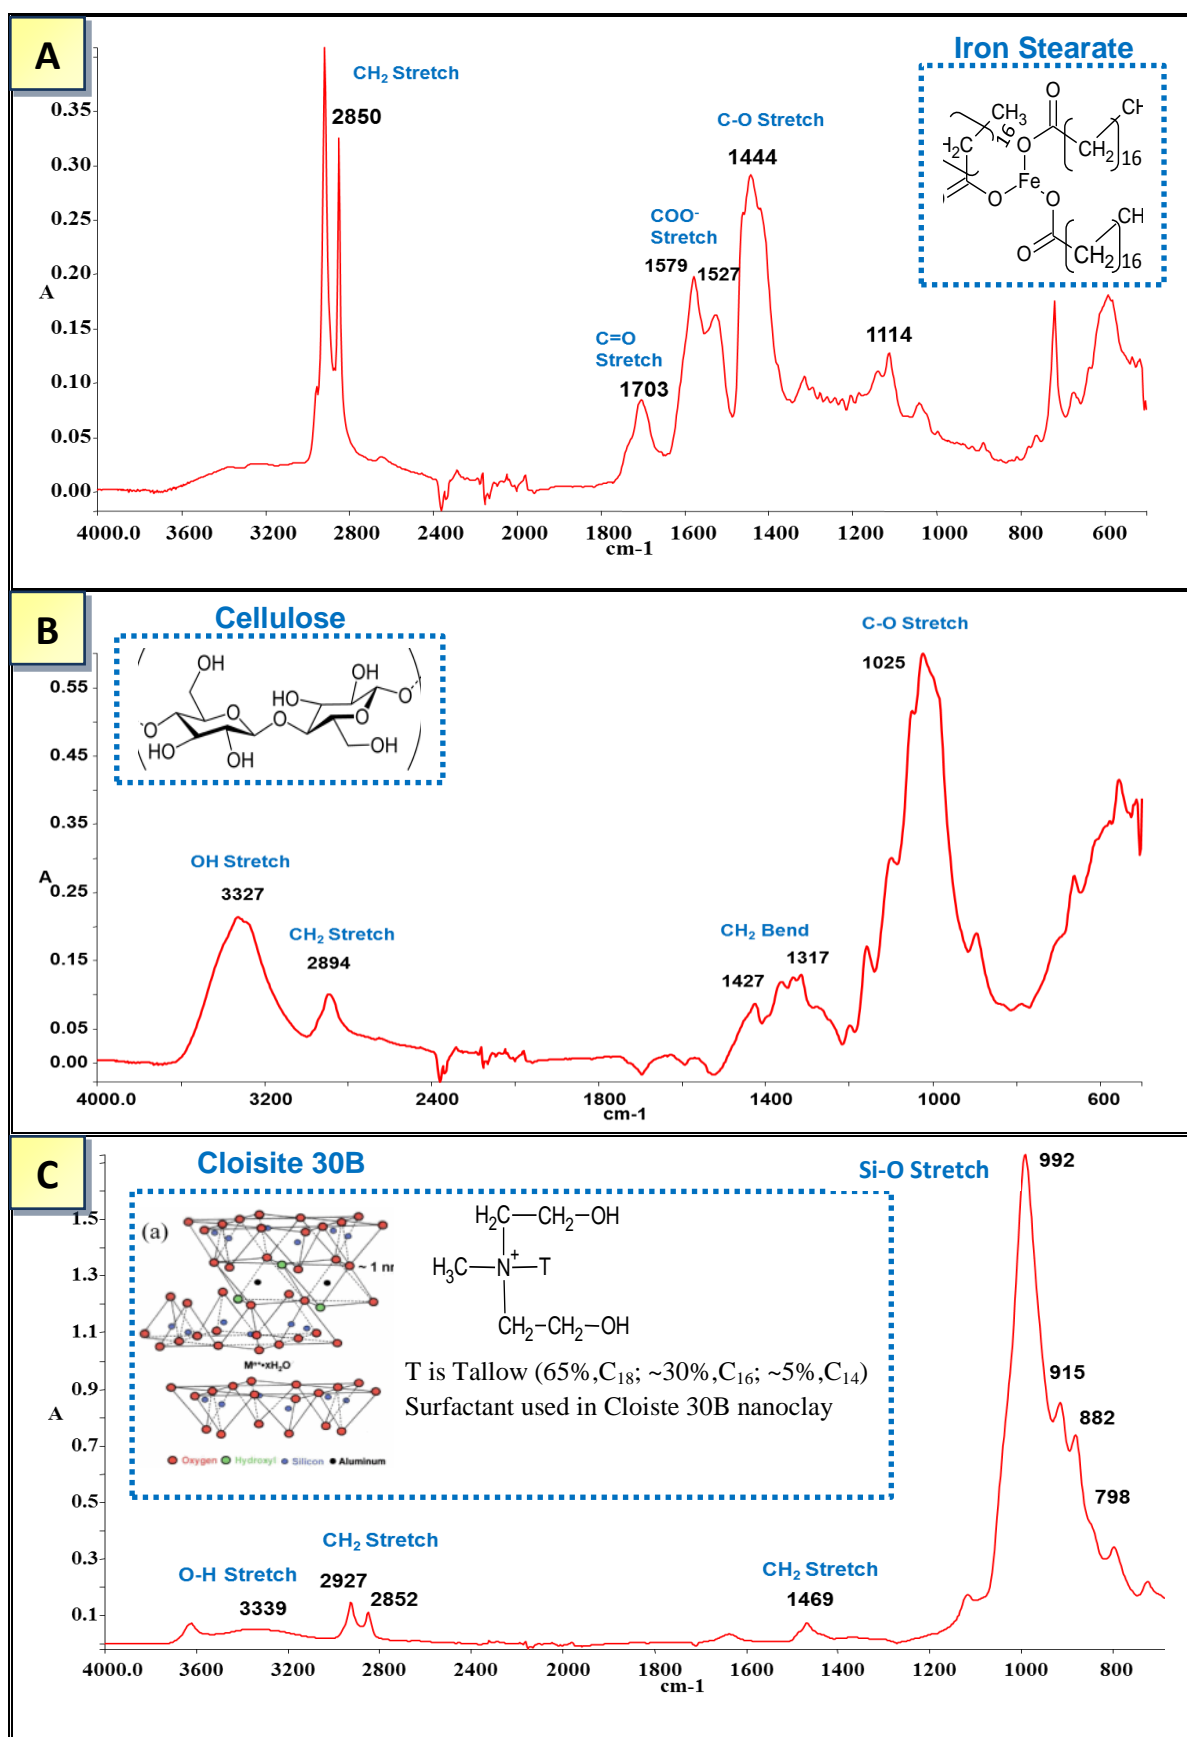 A
Iron Stearate
CH₂ Stretch
2850
C-O Stretch
1444
COO⁻
Stretch
1579 1527
C=O
Stretch
1703
1114
O
CH₃
CH
16
H₂C
O
(CH₂)16
Fe
O
O
O
CH
(CH₂)16
0.35
0.30
0.25
0.20
A
0.15
0.10
0.05
0.00
4000.0 3600 3200 2800 2400 2000 1800 1600 1400 1200 1000 800 600
cm-1
B
Cellulose
C-O Stretch
1025
OH
OH
HO
O
O
O
O
O
HO
OH
OH
0.55
0.45
0.35
A
0.25
0.15
0.05
0.00
OH Stretch
3327
CH₂ Stretch
2894
CH₂ Bend
1427 1317
4000.0 3200 2400 1800 1400 1000 600
cm-1
C
Cloisite 30B
Si-O Stretch
992
(a)
~ 1 nr
M⁺ⁿ•xH₂O
Oxygen Hydroxyl Silicon Aluminum
H₂C—CH₂—OH
H₃C—N⁺—T
CH₂—CH₂—OH
T is Tallow (65%,C₁₈; ~30%,C₁₆; ~5%,C₁₄)
Surfactant used in Cloiste 30B nanoclay
915
882
798
1.5
1.3
1.1
0.9
A
0.7
0.5
0.3
0.1
CH₂ Stretch
O-H Stretch
2927
2852
3339
CH₂ Stretch
1469
4000.0 3600 3200 2800 2400 2000 1600 1400 1200 1000 800
cm-1